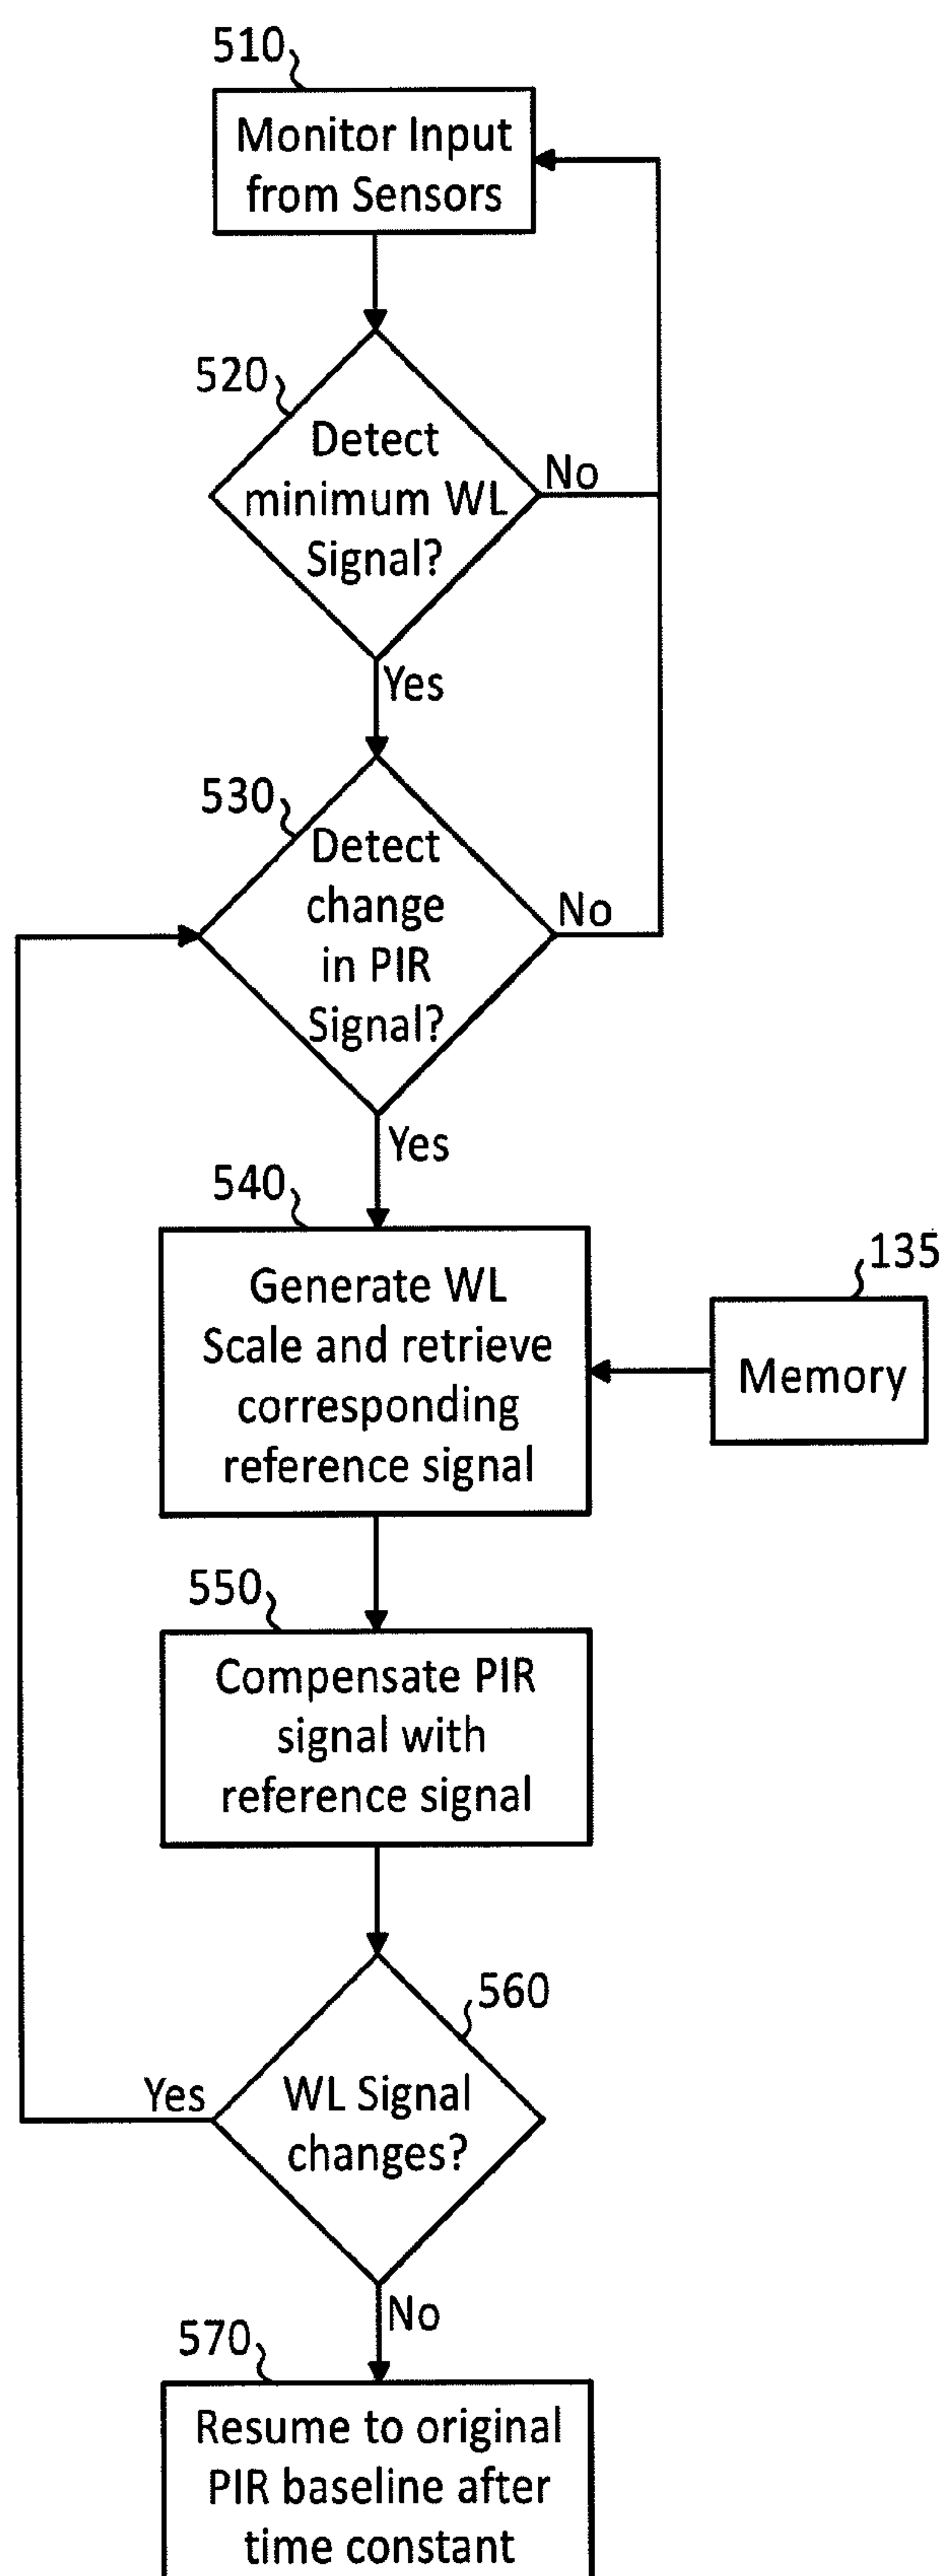 510
Monitor Input
from Sensors
520
Detect
minimum WL
Signal?
No
Yes
530
Detect
change
in PIR
Signal?
No
Yes
540
Generate WL
Scale and retrieve
corresponding
reference signal
135
Memory
550
Compensate PIR
signal with
reference signal
560
WL Signal
changes?
Yes
No
570
Resume to original
PIR baseline after
time constant